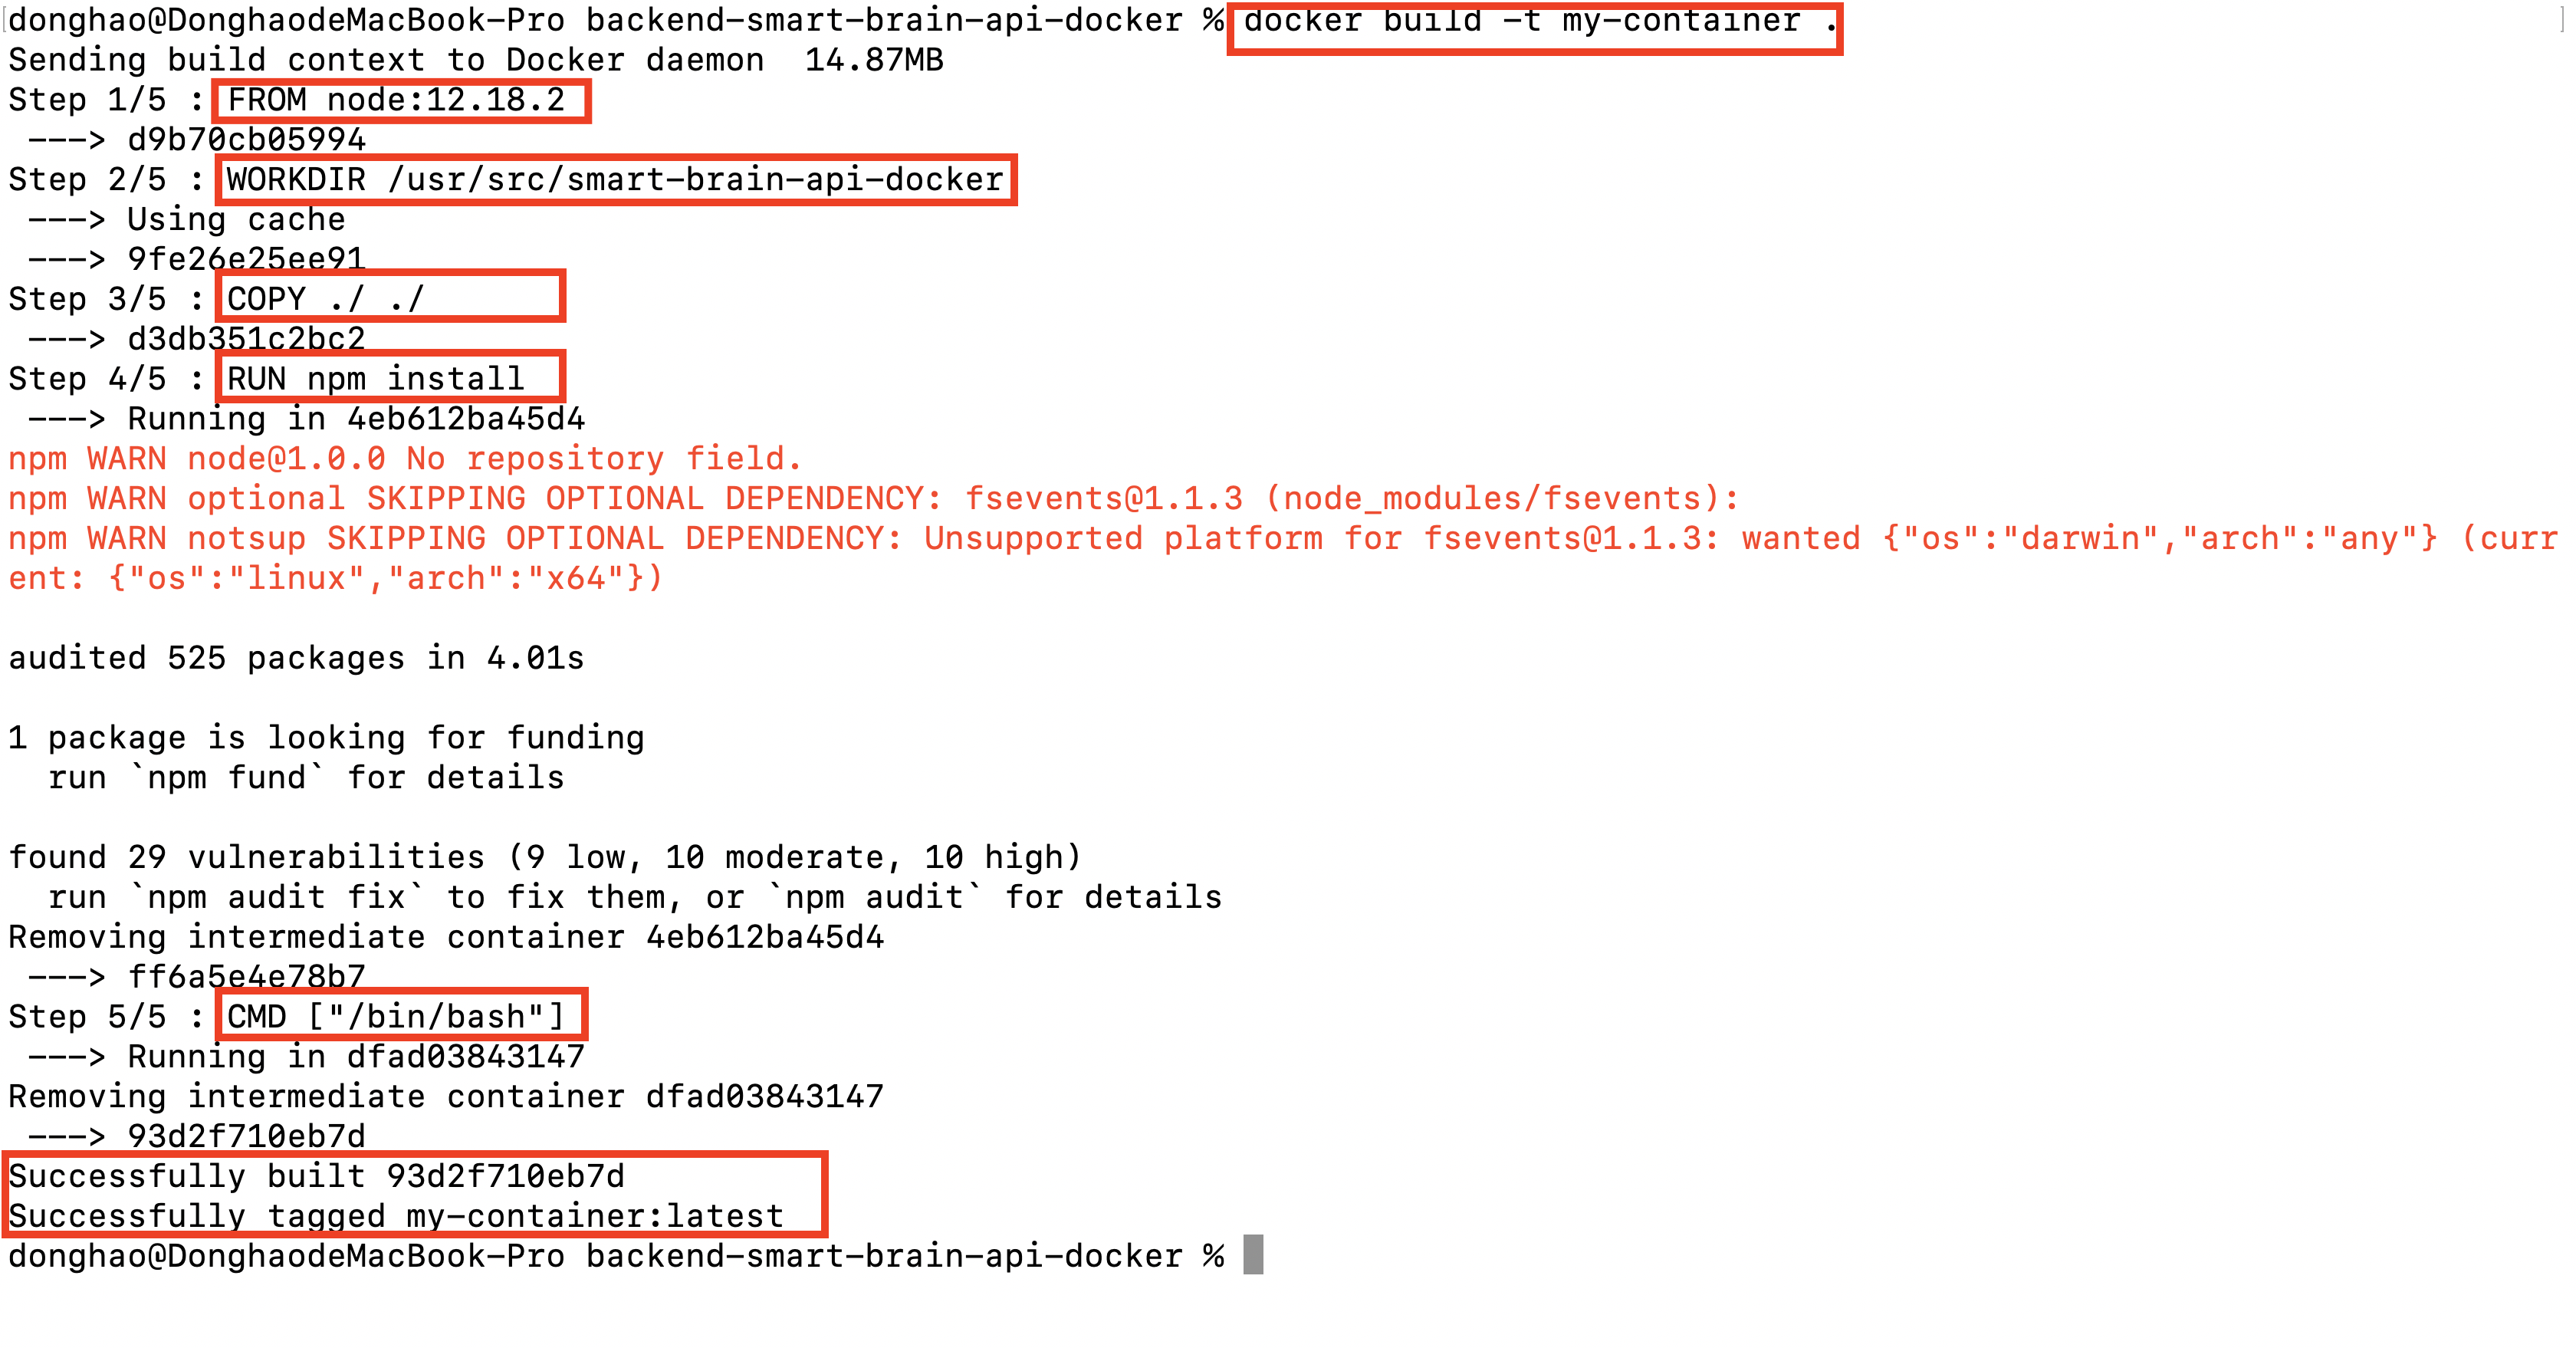 donghao@DonghaodeMacBook-Pro backend-smart-brain-api-docker % docker build -t my-container .
Sending build context to Docker daemon  14.87MB
Step 1/5 : FROM node:12.18.2
 ---> d9b70cb05994
Step 2/5 : WORKDIR /usr/src/smart-brain-api-docker
 ---> Using cache
 ---> 9fe26e25ee91
Step 3/5 : COPY ./ ./
 ---> d3db351c2bc2
Step 4/5 : RUN npm install
 ---> Running in 4eb612ba45d4
npm WARN node@1.0.0 No repository field.
npm WARN optional SKIPPING OPTIONAL DEPENDENCY: fsevents@1.1.3 (node_modules/fsevents):
npm WARN notsup SKIPPING OPTIONAL DEPENDENCY: Unsupported platform for fsevents@1.1.3: wanted {"os":"darwin","arch":"any"} (curr
ent: {"os":"linux","arch":"x64"})
audited 525 packages in 4.01s
1 package is looking for funding
  run `npm fund` for details
found 29 vulnerabilities (9 low, 10 moderate, 10 high)
  run `npm audit fix` to fix them, or `npm audit` for details
Removing intermediate container 4eb612ba45d4
 ---> ff6a5e4e78b7
Step 5/5 : CMD ["/bin/bash"]
 ---> Running in dfad03843147
Removing intermediate container dfad03843147
 ---> 93d2f710eb7d
Successfully built 93d2f710eb7d
Successfully tagged my-container:latest
donghao@DonghaodeMacBook-Pro backend-smart-brain-api-docker %